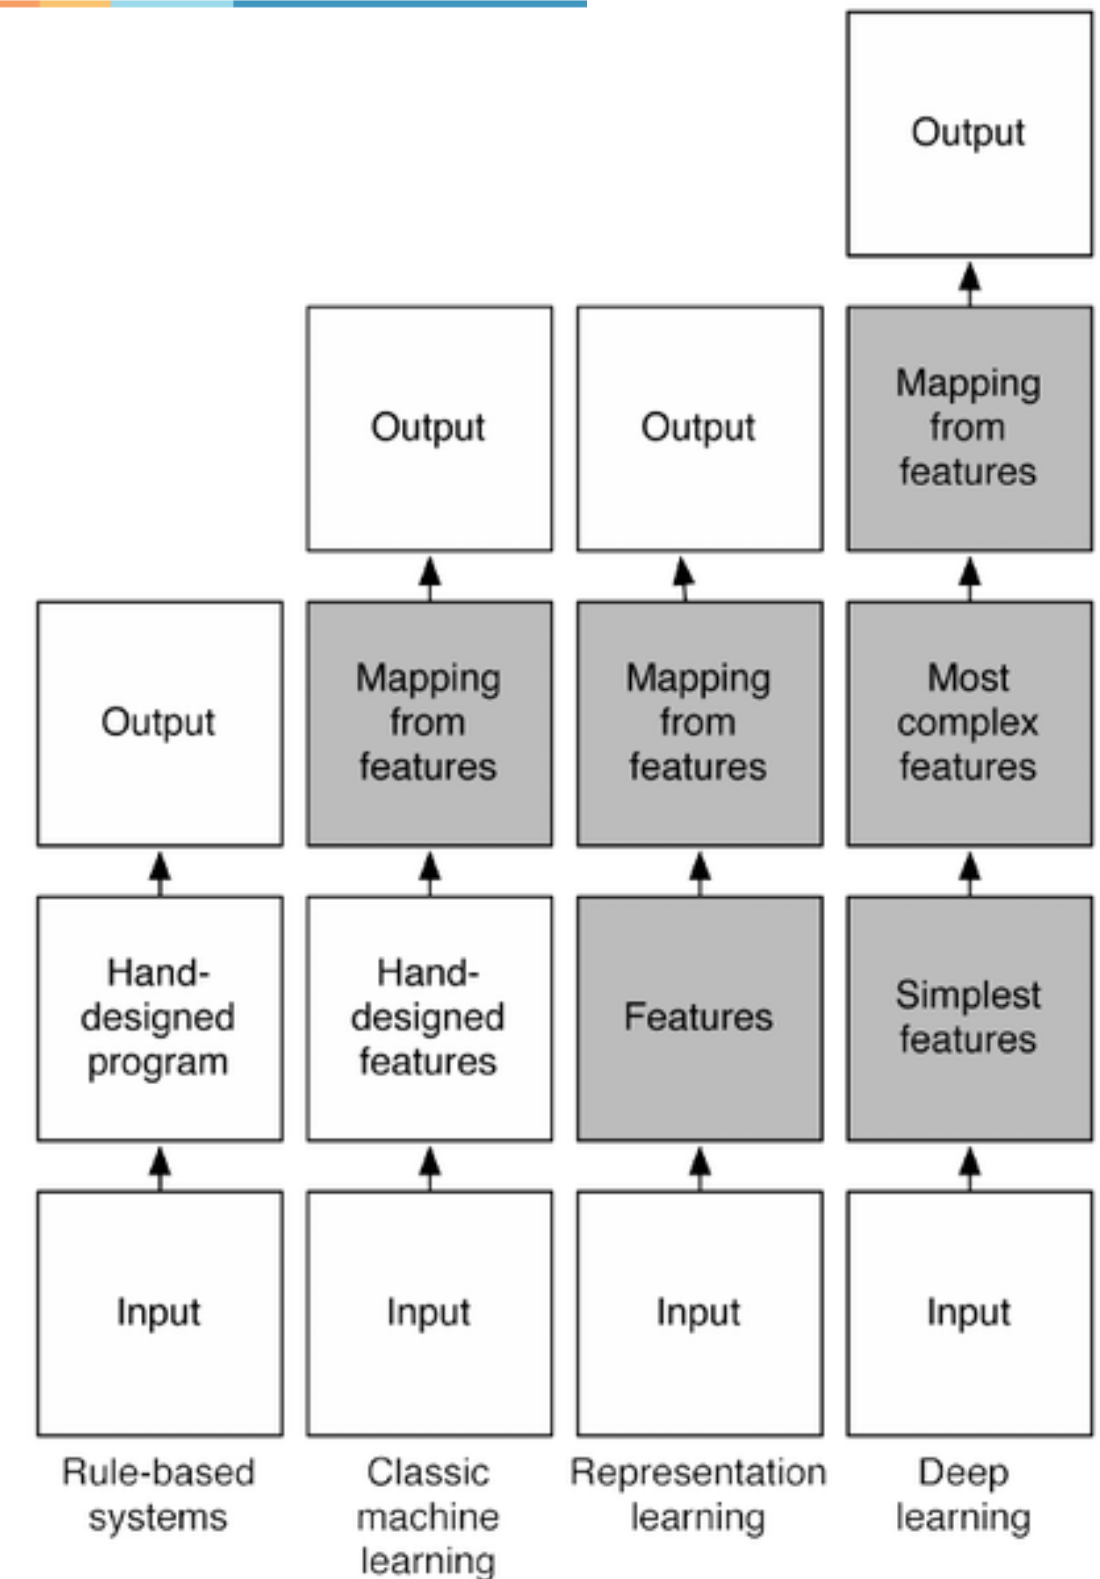 Output
Output
Output
Mapping
from
features
Output
Mapping
from
features
Mapping
from
features
Most
complex
features
Hand-
designed
program
Hand-
designed
features
Features
Simplest
features
Input
Input
Input
Input
Rule-based
systems
Classic
machine
learning
Representation
learning
Deep
learning